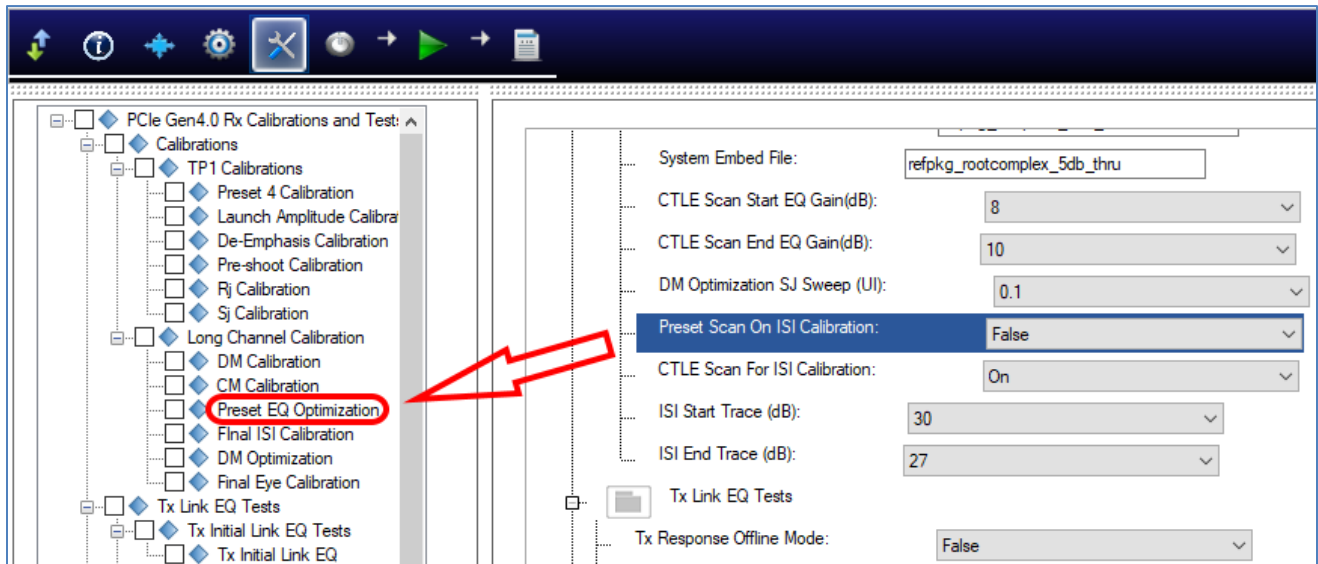 PCIe Gen4.0 Rx Calibrations and Test
Calibrations
TP1 Calibrations
Preset 4 Calibration
Launch Amplitude Calibra
De-Emphasis Calibration
Pre-shoot Calibration
Rj Calibration
Sj Calibration
Long Channel Calibration
DM Calibration
CM Calibration
Preset EQ Optimization
FInal ISI Calibration
DM Optimization
Final Eye Calibration
Tx Link EQ Tests
Tx Initial Link EQ Tests
Tx Initial Link EQ
System Embed File: refpkg_rootcomplex_5db_thru
CTLE Scan Start EQ Gain(dB): 8
CTLE Scan End EQ Gain(dB): 10
DM Optimization SJ Sweep (UI): 0.1
Preset Scan On ISI Calibration: False
CTLE Scan For ISI Calibration: On
ISI Start Trace (dB): 30
ISI End Trace (dB): 27
Tx Link EQ Tests
Tx Response Offline Mode: False